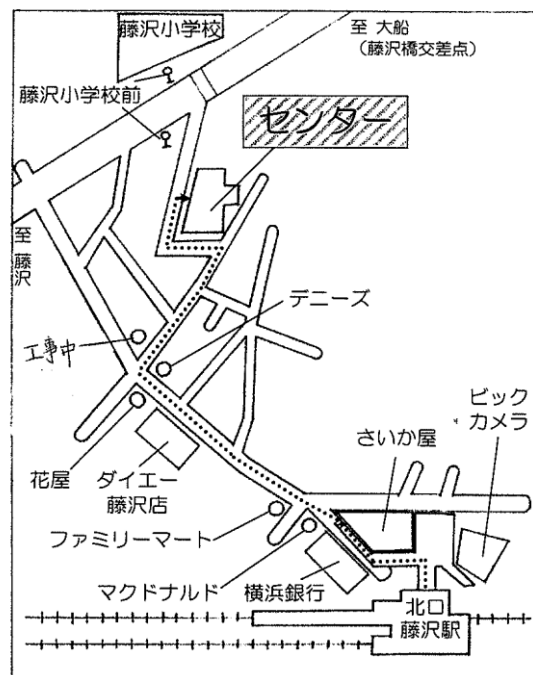 藤沢小学校
至 大船
（藤沢橋交差点）
藤沢小学校前
センター
至
藤
沢
デニーズ
工事中
ビック
カメラ
さいか屋
花屋
ダイエー
藤沢店
ファミリーマート
マクドナルド
横浜銀行
北口
藤沢駅